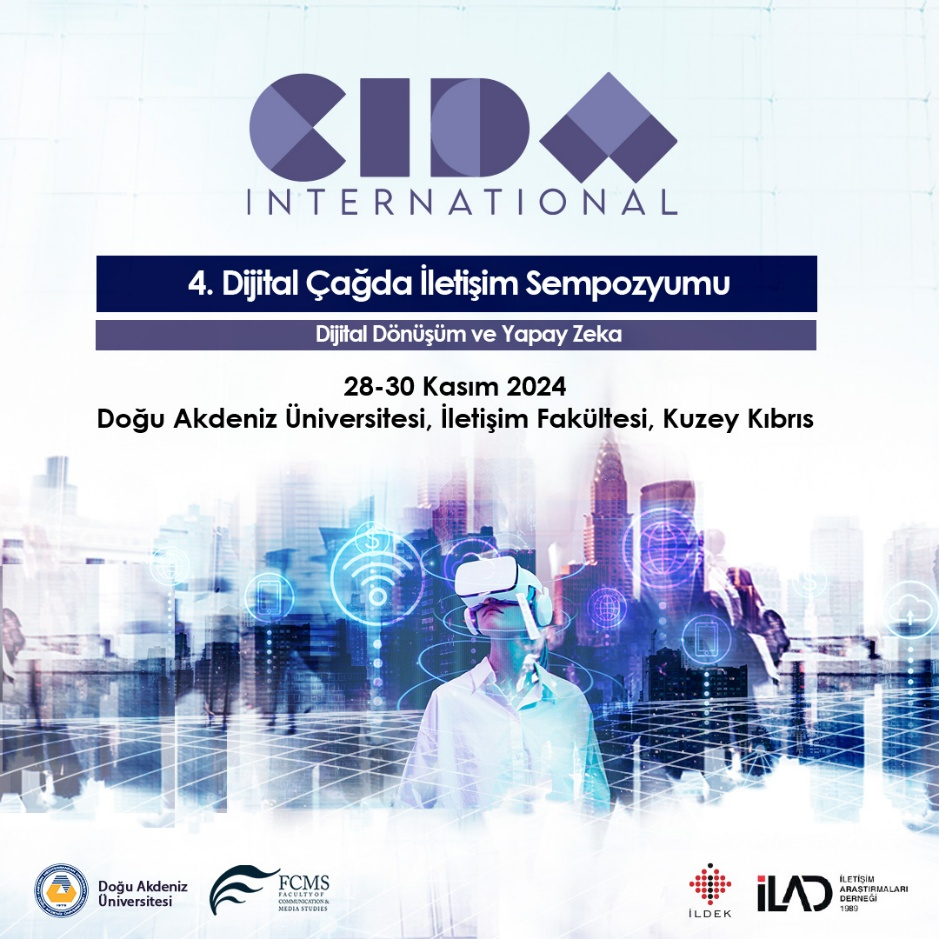 CIDA
INTERNATIONAL
4. Dijital Çağda İletişim Sempozyumu
Dijital Dönüşüm ve Yapay Zeka
28-30 Kasım 2024
Doğu Akdeniz Üniversitesi, İletişim Fakültesi, Kuzey Kıbrıs
Doğu Akdeniz
Üniversitesi
FCMS
FACULTY OF
COMMUNICATION &
MEDIA STUDIES
İLDEK
İLAD
İLETİŞİM
ARAŞTIRMALARI
DERNEĞİ
1989